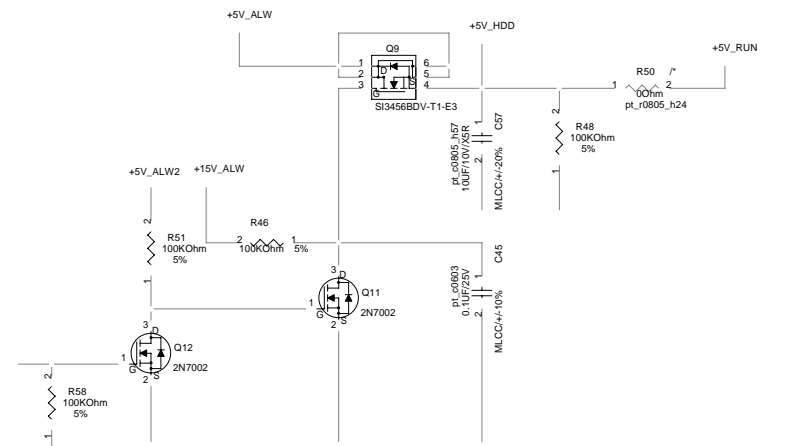 +5V_ALW
+5V_HDD
+5V_RUN
Q9
1
2
3
6
5
4
D
S
G
SI3456BDV-T1-E3
R50 /*
1
2
0Ohm
pt_r0805_h24
pt_c0805_h57
10UF/10V/X5R
1
2
C57
MLCC/+/-20%
2
R48
100KOhm
5%
1
+5V_ALW2
+15V_ALW
2
R51
100KOhm
5%
1
R46
2
100KOhm
1
5%
pt_c0603
0.1UF/25V
1
2
C45
MLCC/+/-10%
3
D
Q11
1
G
2N7002
2
S
3
D
Q12
1
G
2N7002
2
S
2
R58
100KOhm
5%
1